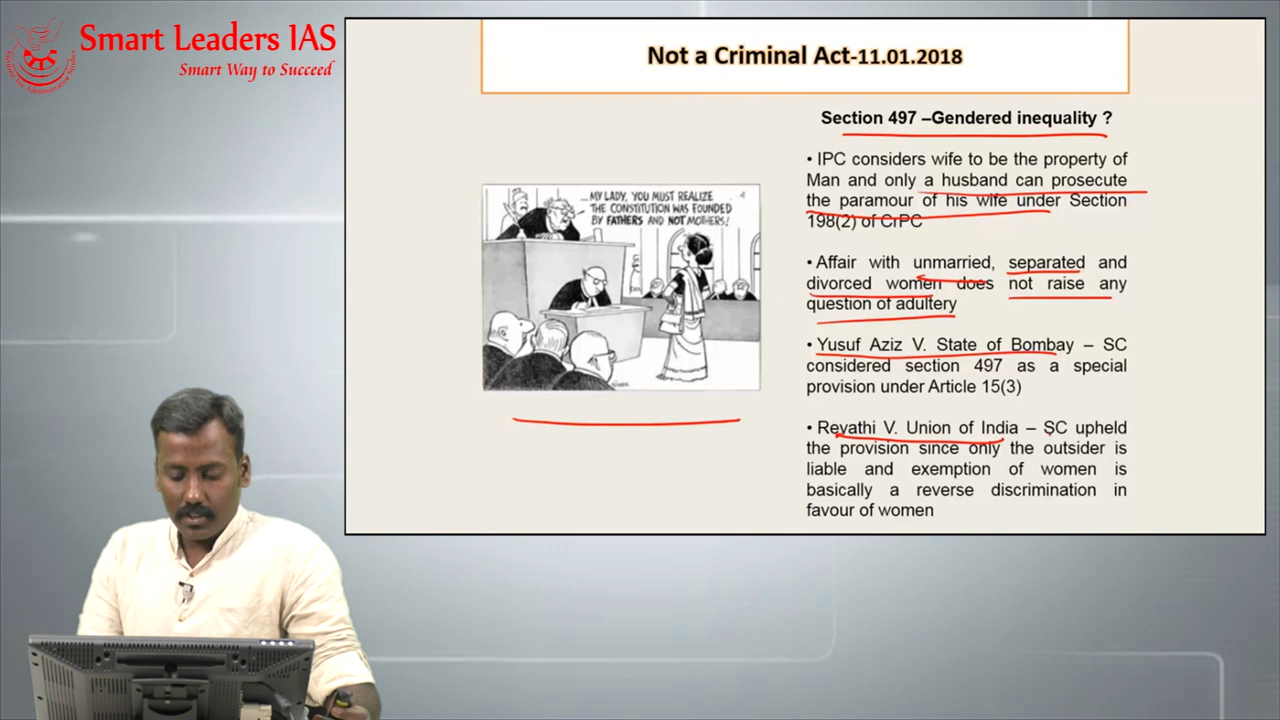 Smart Leaders IAS
Smart Way to Succeed
Not a Criminal Act-11.01.2018
...MY LADY, YOU MUST REALIZE
THE CONSTITUTION WAS FOUNDED
BY FATHERS AND NOT MOTHERS!
Section 497 –Gendered inequality ?
• IPC considers wife to be the property of
Man and only a husband can prosecute
the paramour of his wife under Section
198(2) of CrPC
• Affair with unmarried, separated and
divorced women does not raise any
question of adultery
• Yusuf Aziz V. State of Bombay – SC
considered section 497 as a special
provision under Article 15(3)
• Revathi V. Union of India – SC upheld
the provision since only the outsider is
liable and exemption of women is
basically a reverse discrimination in
favour of women